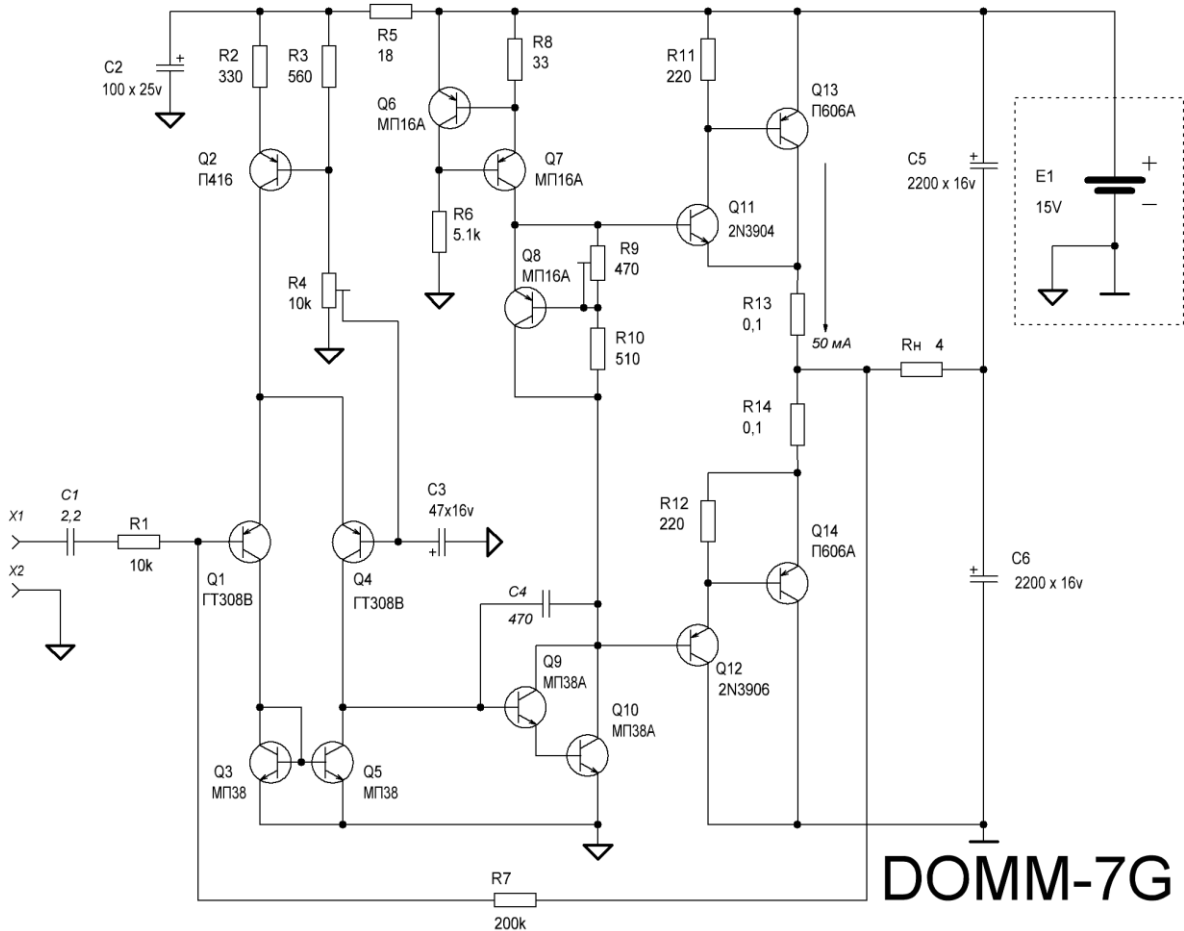 R5
18
C2
100 x 25v
R2
330
R3
560
R8
33
R11
220
Q6
МП16А
Q13
П606А
Q2
П416
Q7
МП16А
C5
2200 x 16v
E1
15V
+
−
R6
5.1k
Q11
2N3904
Q8
МП16А
R9
470
R4
10k
R13
0,1
R10
510
50 мА
Rн 4
R14
0,1
C1
2,2
X1
R1
10k
C3
47x16v
R12
220
Q14
П606А
X2
Q1
ГТ308В
Q4
ГТ308В
C4
470
C6
2200 x 16v
Q9
МП38А
Q12
2N3906
Q10
МП38А
Q3
МП38
Q5
МП38
R7
200k
DOMM-7G